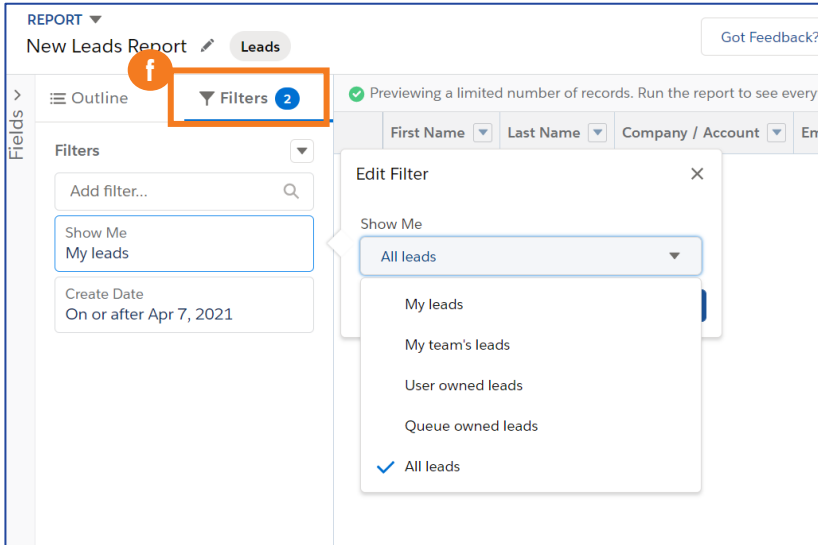 REPORT
New Leads Report
Leads
Got Feedback?
f
Fields
Outline
Filters 2
Previewing a limited number of records. Run the report to see every
First Name
Last Name
Company / Account
Em
Filters
Add filter...
Show Me
My leads
Create Date
On or after Apr 7, 2021
Edit Filter
Show Me
All leads
My leads
My team's leads
User owned leads
Queue owned leads
All leads